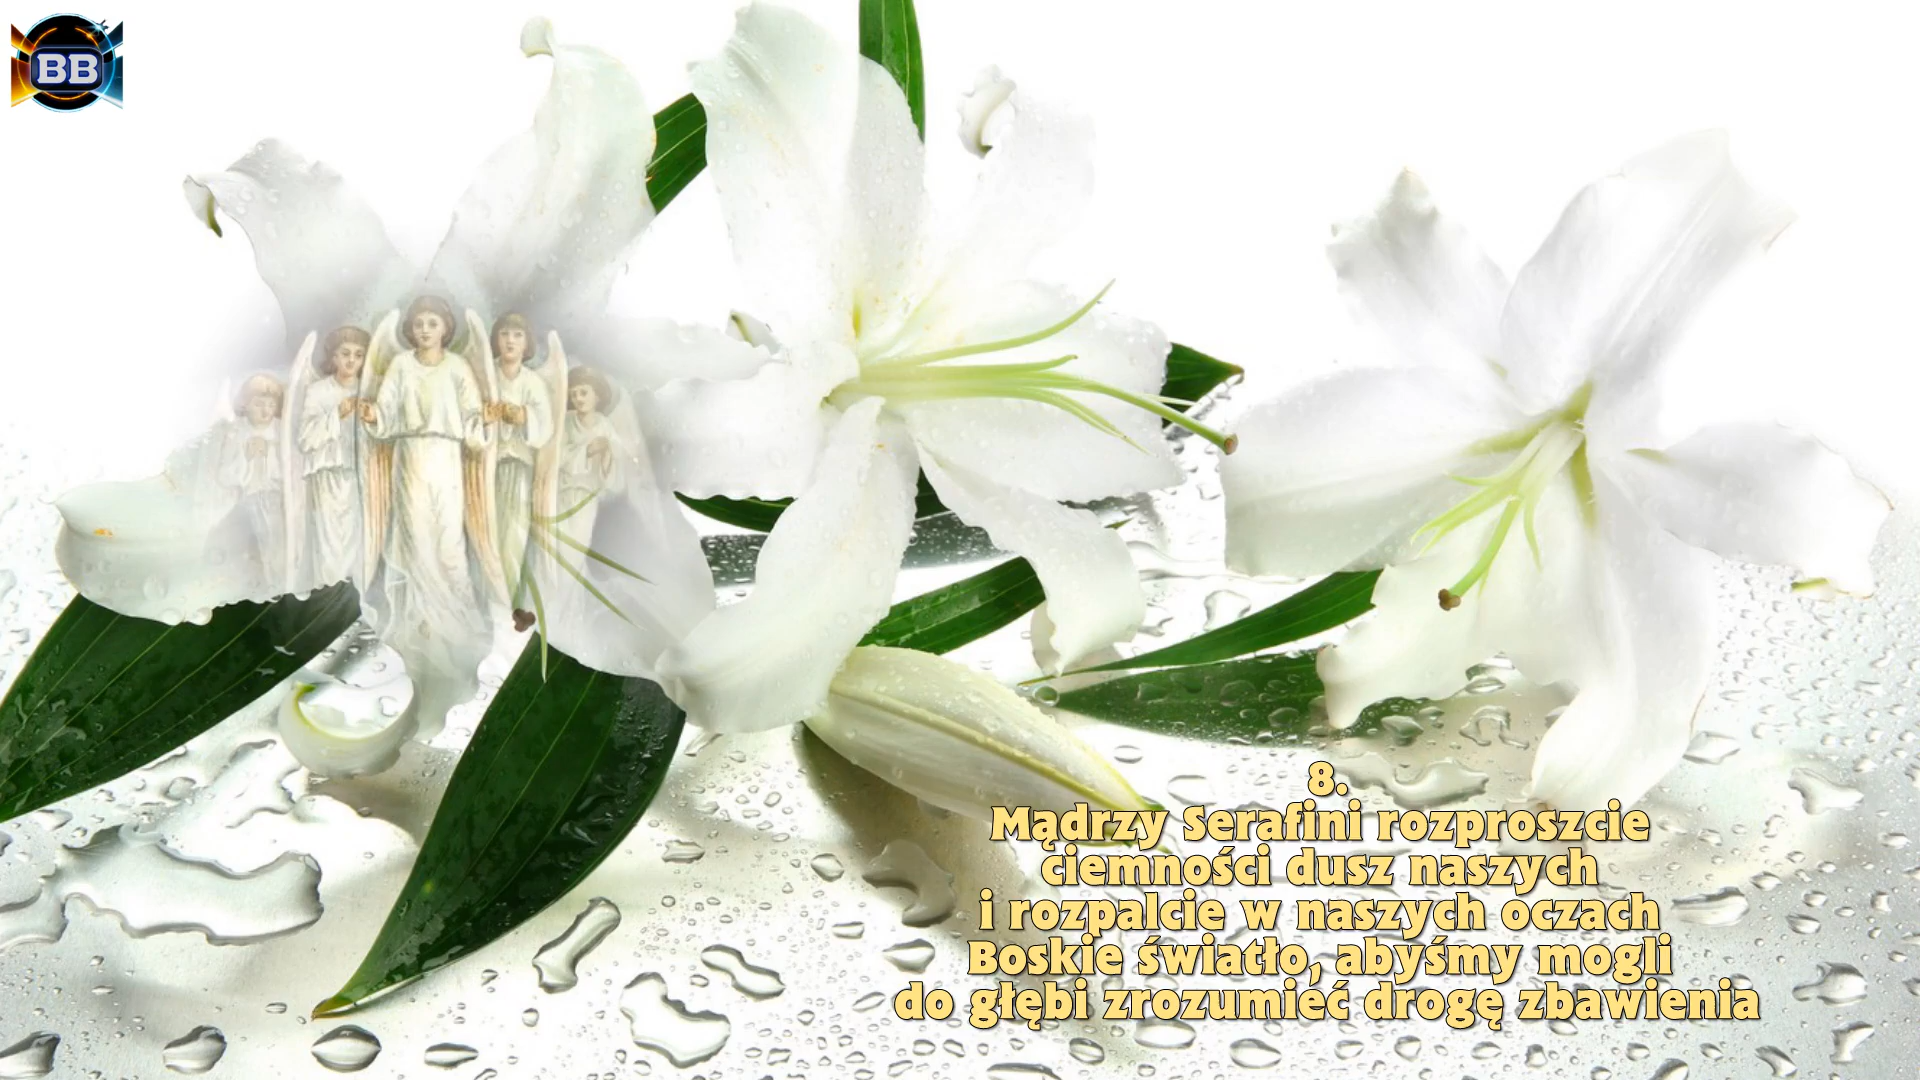 BB
8.
Mądrzy Serafini rozproszcie
ciemności dusz naszych
i rozpalcie w naszych oczach
Boskie światło, abyśmy mogli
do głębi zrozumieć drogę zbawienia